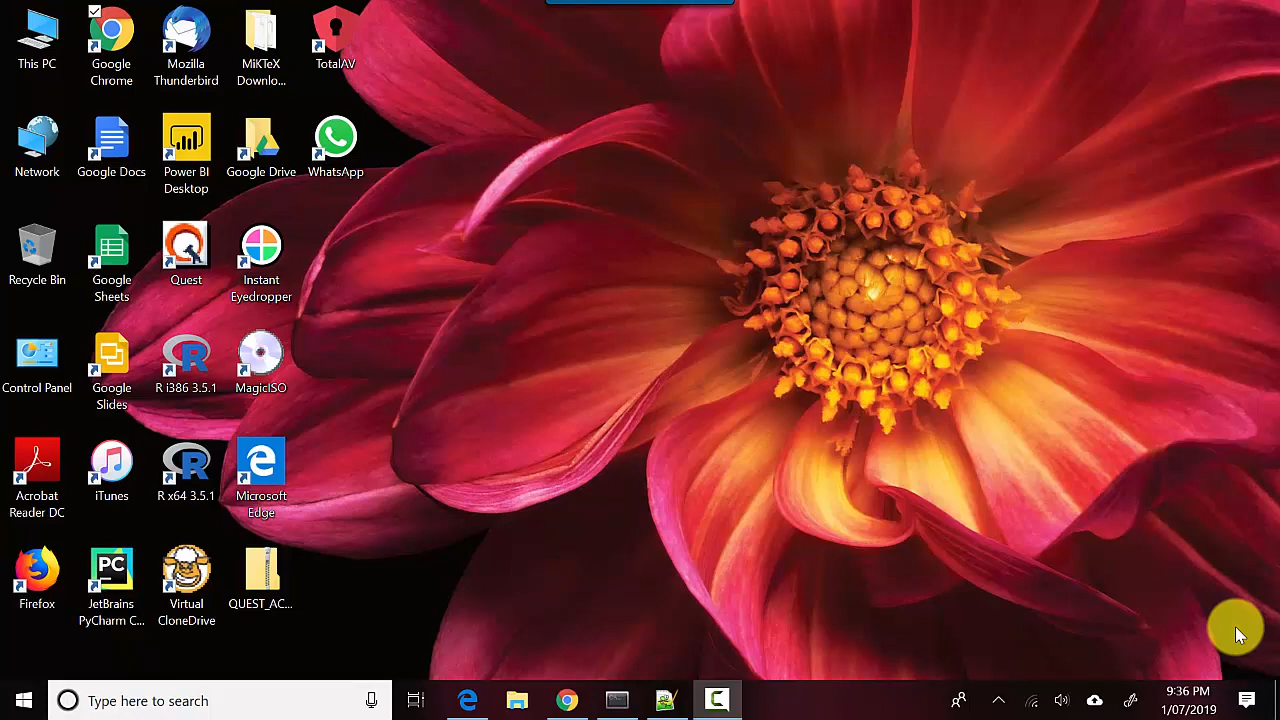 This PC
Google
Chrome
Mozilla
Thunderbird
MiKTeX
Downlo...
TotalAV
Network
Google Docs
Power BI
Desktop
Google Drive
WhatsApp
Recycle Bin
Google
Sheets
Quest
Instant
Eyedropper
Control Panel
Google
Slides
R i386 3.5.1
MagicISO
Acrobat
Reader DC
iTunes
R x64 3.5.1
Microsoft
Edge
Firefox
PC
JetBrains
PyCharm C...
Virtual
CloneDrive
QUEST_AC...
Type here to search
9:36 PM
1/07/2019